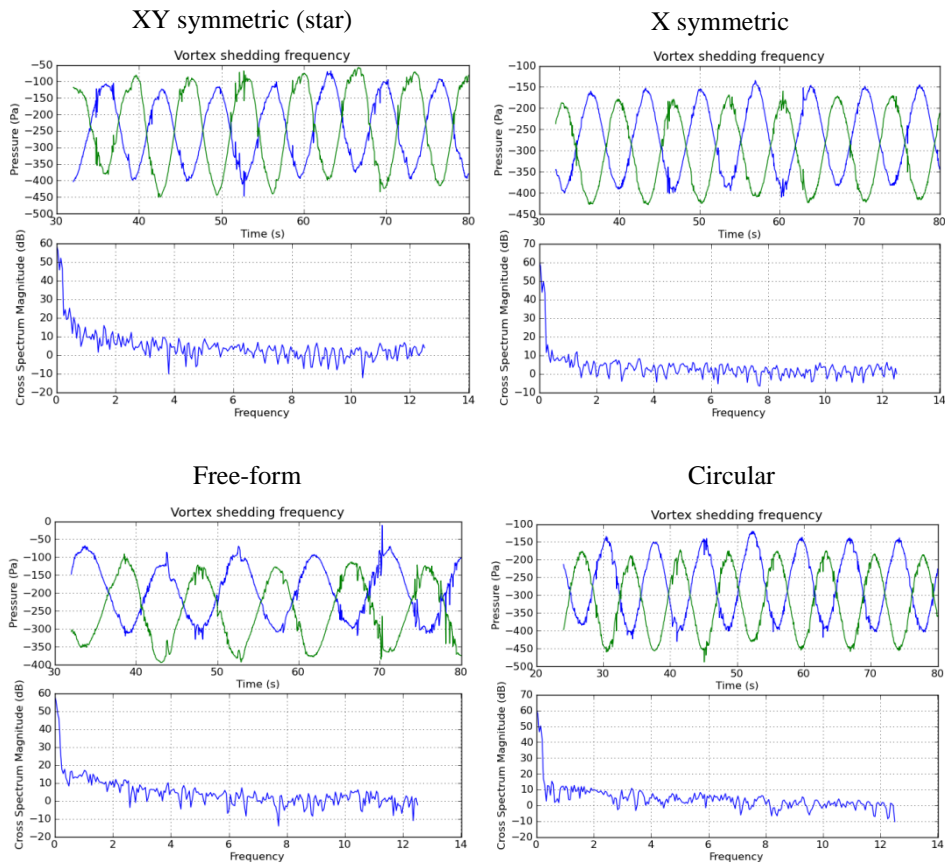 XY symmetric (star)
Vortex shedding frequency
Pressure (Pa)
−50
−100
−150
−200
−250
−300
−350
−400
−450
−500
30 40 50 60 70 80
Time (s)
Cross Spectrum Magnitude (dB)
60
50
40
30
20
10
0
−10
−20
0 2 4 6 8 10 12 14
Frequency
X symmetric
Vortex shedding frequency
Pressure (Pa)
−100
−150
−200
−250
−300
−350
−400
−450
30 40 50 60 70 80
Time (s)
Cross Spectrum Magnitude (dB)
70
60
50
40
30
20
10
0
−10
0 2 4 6 8 10 12 14
Frequency
Free-form
Vortex shedding frequency
Pressure (Pa)
0
−50
−100
−150
−200
−250
−300
−350
−400
30 40 50 60 70 80
Time (s)
Cross Spectrum Magnitude (dB)
60
50
40
30
20
10
0
−10
−20
0 2 4 6 8 10 12 14
Frequency
Circular
Vortex shedding frequency
Pressure (Pa)
−100
−150
−200
−250
−300
−350
−400
−450
−500
20 30 40 50 60 70 80
Time (s)
Cross Spectrum Magnitude (dB)
70
60
50
40
30
20
10
0
−10
−20
0 2 4 6 8 10 12 14
Frequency